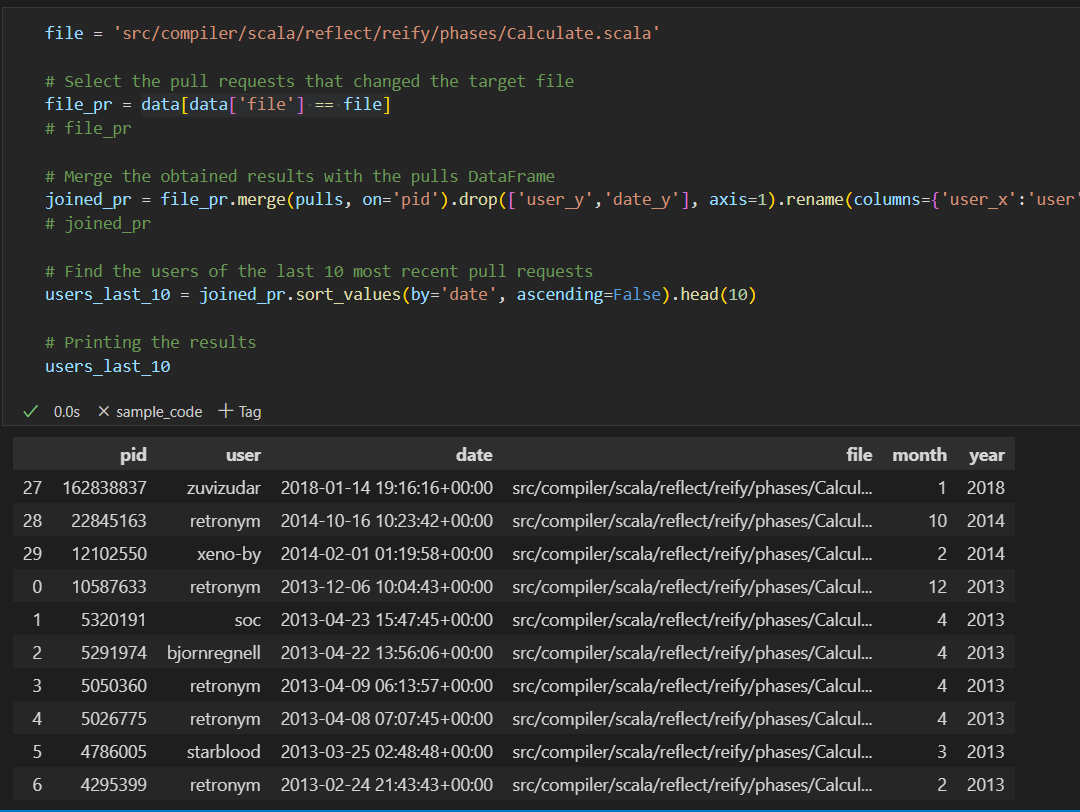 file = 'src/compiler/scala/reflect/reify/phases/Calculate.scala'
# Select the pull requests that changed the target file
file_pr = data[data['file'] == file]
# file_pr
# Merge the obtained results with the pulls DataFrame
joined_pr = file_pr.merge(pulls, on='pid').drop(['user_y','date_y'], axis=1).rename(columns={'user_x':'user'
# joined_pr
# Find the users of the last 10 most recent pull requests
users_last_10 = joined_pr.sort_values(by='date', ascending=False).head(10)
# Printing the results
users_last_10
0.0s sample_code Tag
pid user date file month year
27 162838837 zuvizudar 2018-01-14 19:16:16+00:00 src/compiler/scala/reflect/reify/phases/Calcul... 1 2018
28 22845163 retronym 2014-10-16 10:23:42+00:00 src/compiler/scala/reflect/reify/phases/Calcul... 10 2014
29 12102550 xeno-by 2014-02-01 01:19:58+00:00 src/compiler/scala/reflect/reify/phases/Calcul... 2 2014
0 10587633 retronym 2013-12-06 10:04:43+00:00 src/compiler/scala/reflect/reify/phases/Calcul... 12 2013
1 5320191 soc 2013-04-23 15:47:45+00:00 src/compiler/scala/reflect/reify/phases/Calcul... 4 2013
2 5291974 bjornregnell 2013-04-22 13:56:06+00:00 src/compiler/scala/reflect/reify/phases/Calcul... 4 2013
3 5050360 retronym 2013-04-09 06:13:57+00:00 src/compiler/scala/reflect/reify/phases/Calcul... 4 2013
4 5026775 retronym 2013-04-08 07:07:45+00:00 src/compiler/scala/reflect/reify/phases/Calcul... 4 2013
5 4786005 starblood 2013-03-25 02:48:48+00:00 src/compiler/scala/reflect/reify/phases/Calcul... 3 2013
6 4295399 retronym 2013-02-24 21:43:43+00:00 src/compiler/scala/reflect/reify/phases/Calcul... 2 2013